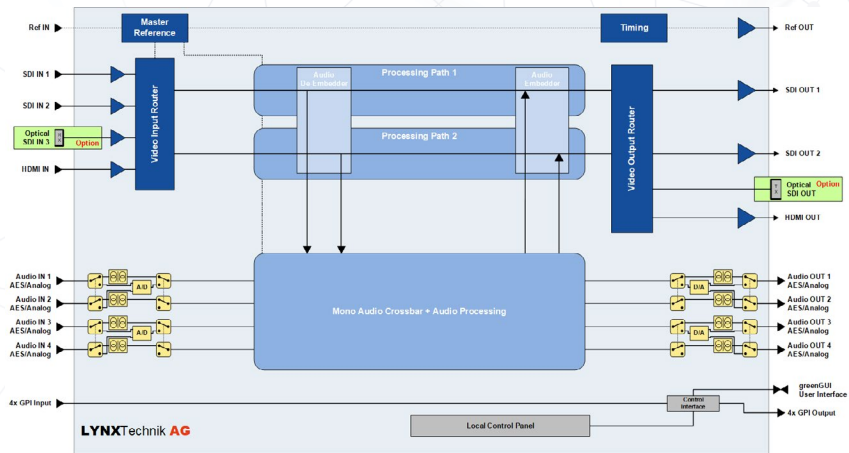 Ref IN
Master
Reference
Timing
Ref OUT
SDI IN 1
SDI IN 2
Optical
SDI IN 3
Option
HDMI IN
Video Input Router
Processing Path 1
Audio
De Embedder
Audio
Embedder
Processing Path 2
Video Output Router
SDI OUT 1
SDI OUT 2
Optical Option
SDI OUT
HDMI OUT
Audio IN 1
AES/Analog
Audio IN 2
AES/Analog
Audio IN 3
AES/Analog
Audio IN 4
AES/Analog
A/D
A/D
Mono Audio Crossbar + Audio Processing
D/A
D/A
Audio OUT 1
AES/Analog
Audio OUT 2
AES/Analog
Audio OUT 3
AES/Analog
Audio OUT 4
AES/Analog
4x GPI Input
Control
Interface
greenGUI
User Interface
4x GPI Output
LYNXTechnik AG
Local Control Panel